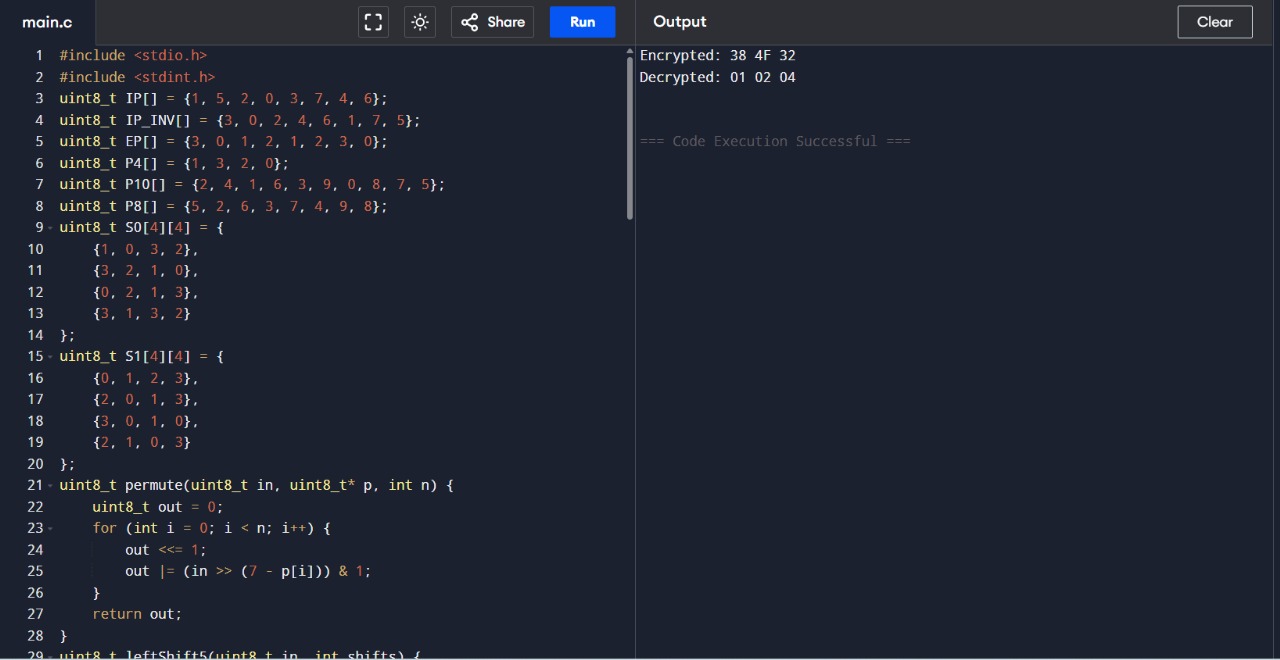 main.c
Share
Run
Output
Clear
1 #include <stdio.h>
2 #include <stdint.h>
3 uint8_t IP[] = {1, 5, 2, 0, 3, 7, 4, 6};
4 uint8_t IP_INV[] = {3, 0, 2, 4, 6, 1, 7, 5};
5 uint8_t EP[] = {3, 0, 1, 2, 1, 2, 3, 0};
6 uint8_t P4[] = {1, 3, 2, 0};
7 uint8_t P10[] = {2, 4, 1, 6, 3, 9, 0, 8, 7, 5};
8 uint8_t P8[] = {5, 2, 6, 3, 7, 4, 9, 8};
9 uint8_t S0[4][4] = {
10 {1, 0, 3, 2},
11 {3, 2, 1, 0},
12 {0, 2, 1, 3},
13 {3, 1, 3, 2}
14 };
15 uint8_t S1[4][4] = {
16 {0, 1, 2, 3},
17 {2, 0, 1, 3},
18 {3, 0, 1, 0},
19 {2, 1, 0, 3}
20 };
21 uint8_t permute(uint8_t in, uint8_t* p, int n) {
22 uint8_t out = 0;
23 for (int i = 0; i < n; i++) {
24 out <<= 1;
25 out |= (in >> (7 - p[i])) & 1;
26 }
27 return out;
28 }
29 uint8_t leftShift5(uint8_t in, int shifts) {
Encrypted: 38 4F 32
Decrypted: 01 02 04
=== Code Execution Successful ===